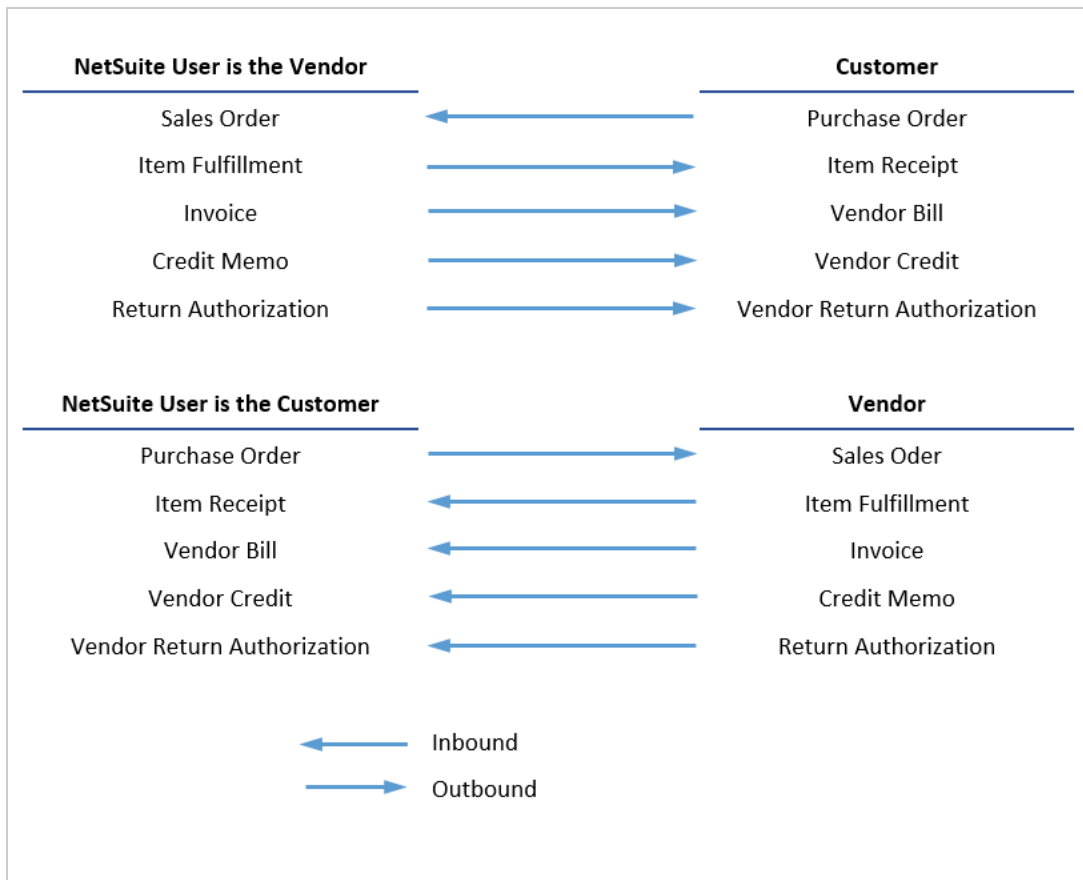 NetSuite User is the Vendor Customer
Sales Order Purchase Order
Item Fulfillment Item Receipt
Invoice Vendor Bill
Credit Memo Vendor Credit
Return Authorization Vendor Return Authorization
NetSuite User is the Customer Vendor
Purchase Order Sales Oder
Item Receipt Item Fulfillment
Vendor Bill Invoice
Vendor Credit Credit Memo
Vendor Return Authorization Return Authorization
Inbound
Outbound